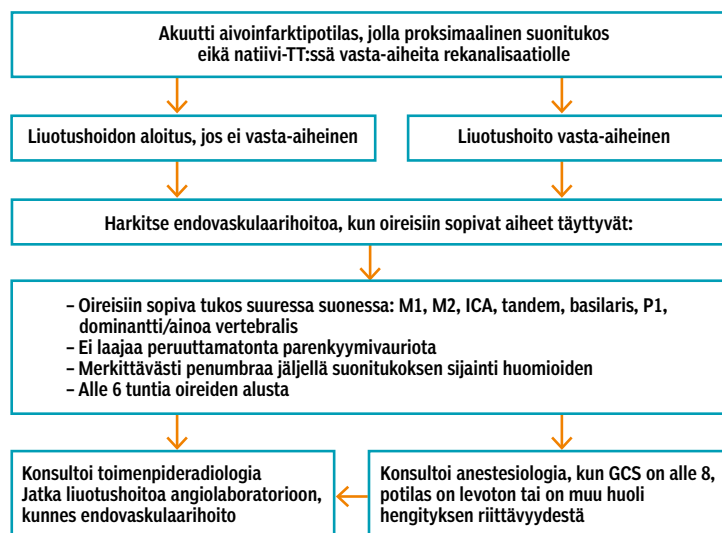 Akuutti aivoinfarktipotilas, jolla proksimaalinen suonitukos
eikä natiivi-TT:ssä vasta-aiheita rekanalisaatiolle
Liuotushoidon aloitus, jos ei vasta-aiheinen
Liuotushoito vasta-aiheinen
Harkitse endovaskulaarihoitoa, kun oireisiin sopivat aiheet täyttyvät:
– Oireisiin sopiva tukos suuressa suonessa: M1, M2, ICA, tandem, basilaris, P1,
dominantti/ainoa vertebralis
– Ei laajaa peruuttamatonta parenkyymivauriota
– Merkittävästi penumbraa jäljellä suonitukoksen sijainti huomioiden
– Alle 6 tuntia oireiden alusta
Konsultoi toimenpideradiologia
Jatka liuotushoitoa angiolaboratorioon,
kunnes endovaskulaarihoito
Konsultoi anestesiologia, kun GCS on alle 8,
potilas on levoton tai on muu huoli
hengityksen riittävyydestä